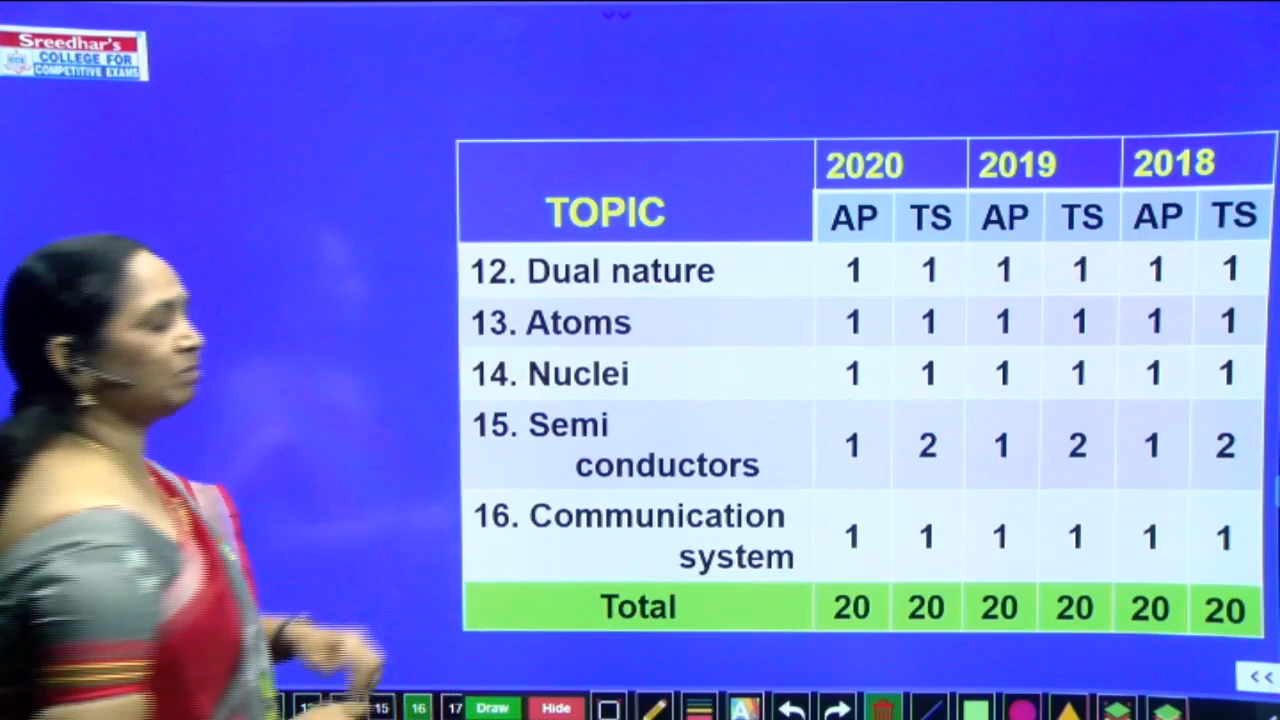 Sreedhar's
CCE
COLLEGE FOR
COMPETITIVE EXAMS
TOPIC 2020 2019 2018
AP TS AP TS AP TS
12. Dual nature 1 1 1 1 1 1
13. Atoms 1 1 1 1 1 1
14. Nuclei 1 1 1 1 1 1
15. Semi
conductors 1 2 1 2 1 2
16. Communication
system 1 1 1 1 1 1
Total 20 20 20 20 20 20
<<
15 16 17 Draw Hide A